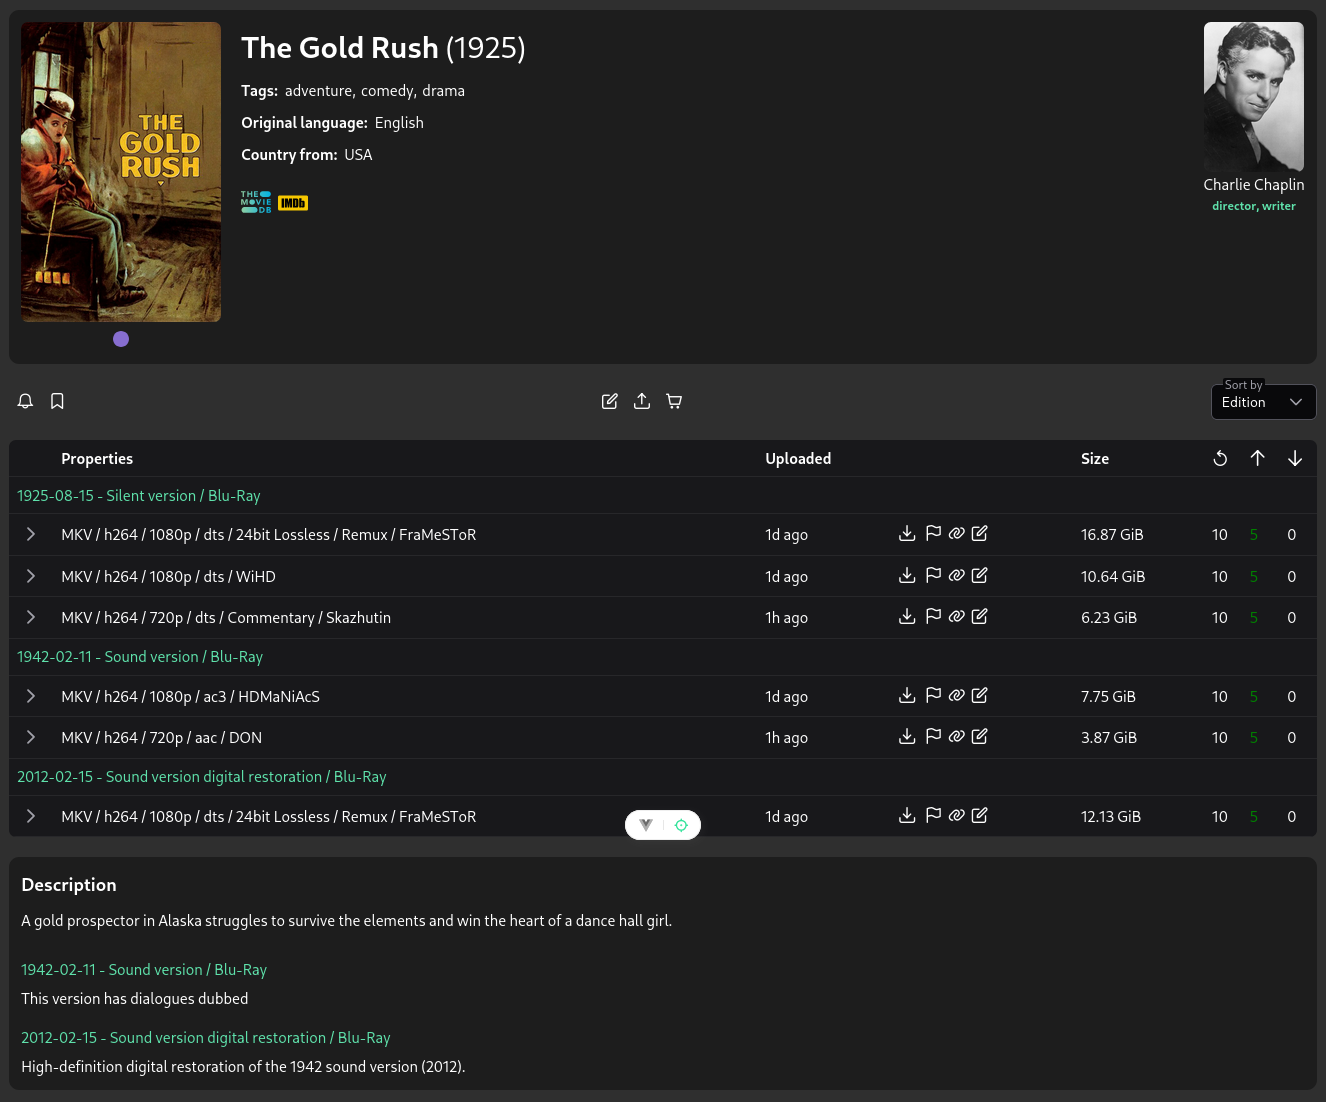 THE
GOLD
RUSH
The Gold Rush (1925)
Tags: adventure, comedy, drama
Original language: English
Country from: USA
THE
MOVIE
DB
IMDb
Charlie Chaplin
director, writer
Sort by
Edition
Properties Uploaded Size
1925-08-15 - Silent version / Blu-Ray
MKV / h264 / 1080p / dts / 24bit Lossless / Remux / FraMeSToR 1d ago 16.87 GiB 10 5 0
MKV / h264 / 1080p / dts / WiHD 1d ago 10.64 GiB 10 5 0
MKV / h264 / 720p / dts / Commentary / Skazhutin 1h ago 6.23 GiB 10 5 0
1942-02-11 - Sound version / Blu-Ray
MKV / h264 / 1080p / ac3 / HDMaNiAcS 1d ago 7.75 GiB 10 5 0
MKV / h264 / 720p / aac / DON 1h ago 3.87 GiB 10 5 0
2012-02-15 - Sound version digital restoration / Blu-Ray
MKV / h264 / 1080p / dts / 24bit Lossless / Remux / FraMeSToR 1d ago 12.13 GiB 10 5 0
Description
A gold prospector in Alaska struggles to survive the elements and win the heart of a dance hall girl.
1942-02-11 - Sound version / Blu-Ray
This version has dialogues dubbed
2012-02-15 - Sound version digital restoration / Blu-Ray
High-definition digital restoration of the 1942 sound version (2012).